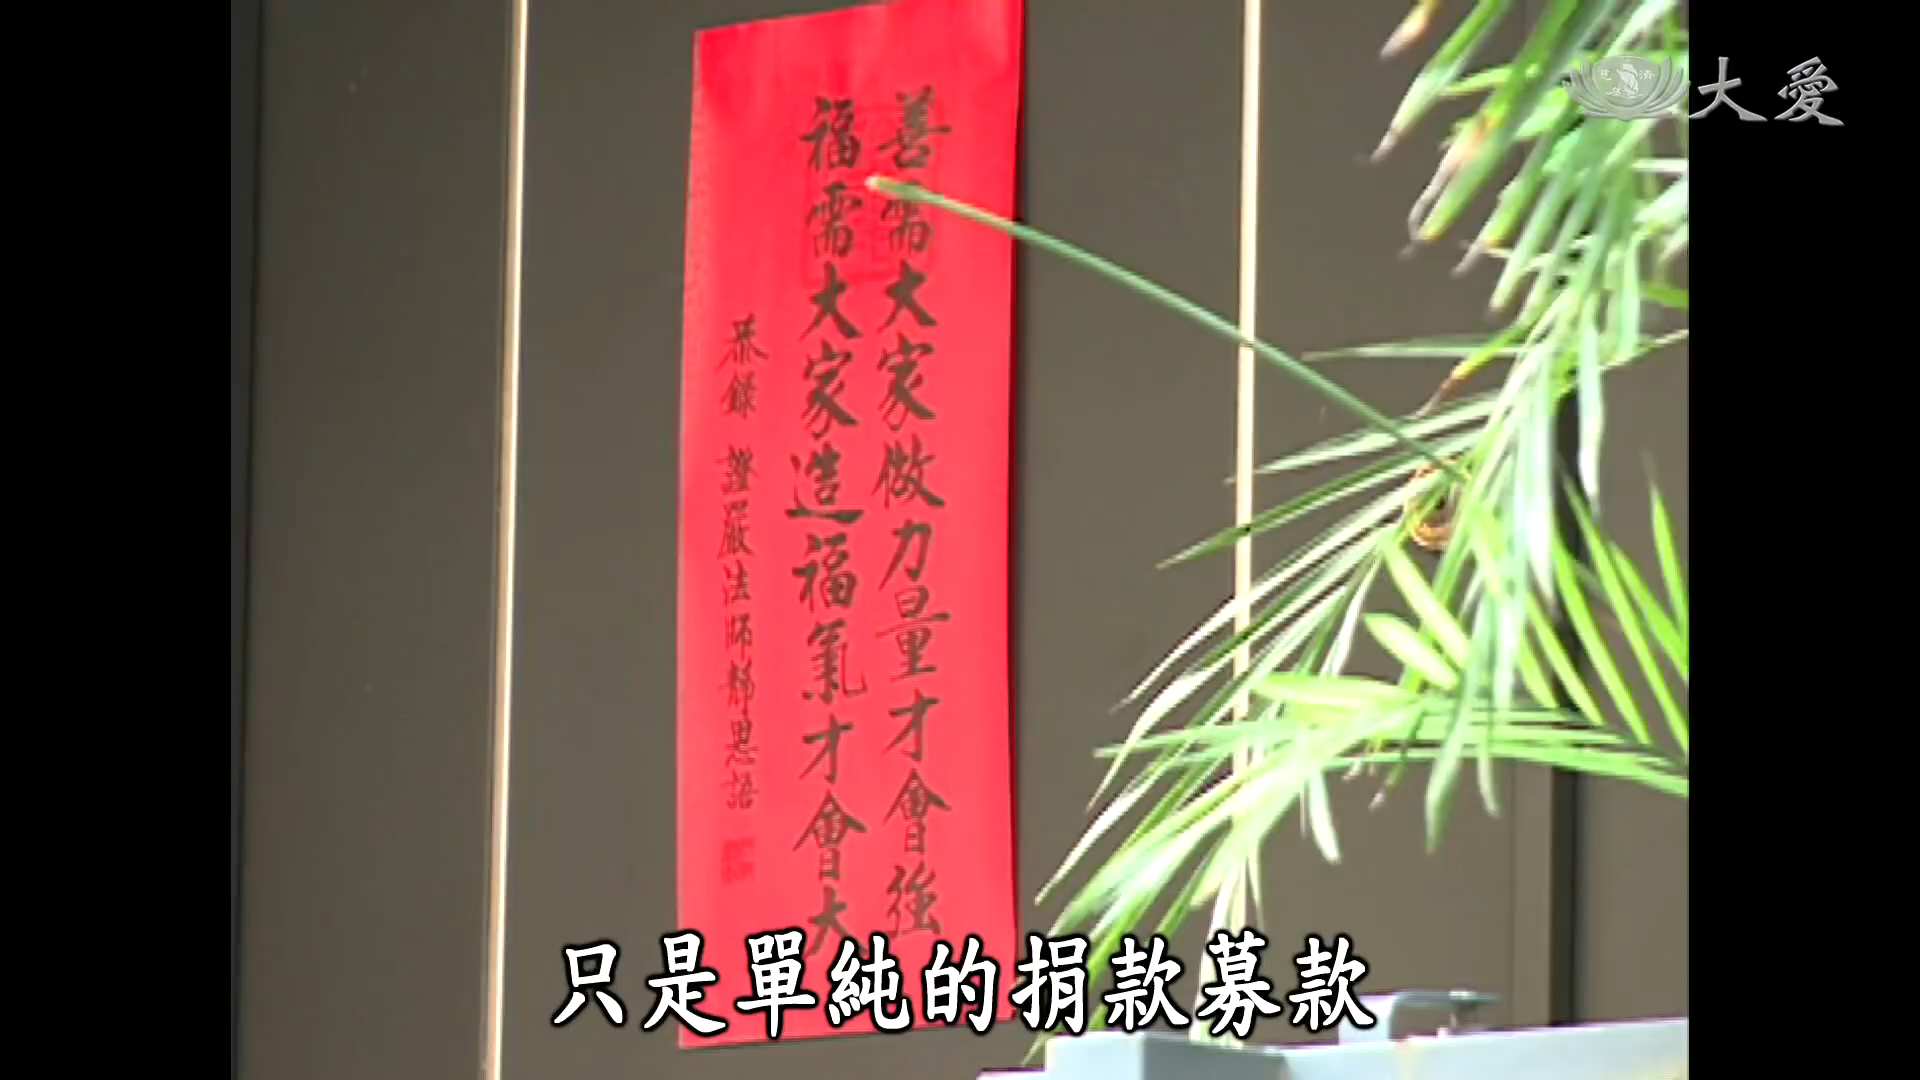 大愛
善需大家做力量才會強
福需大家造福氣才會大
恭錄 證嚴法師靜思語
只是單純的捐款募款